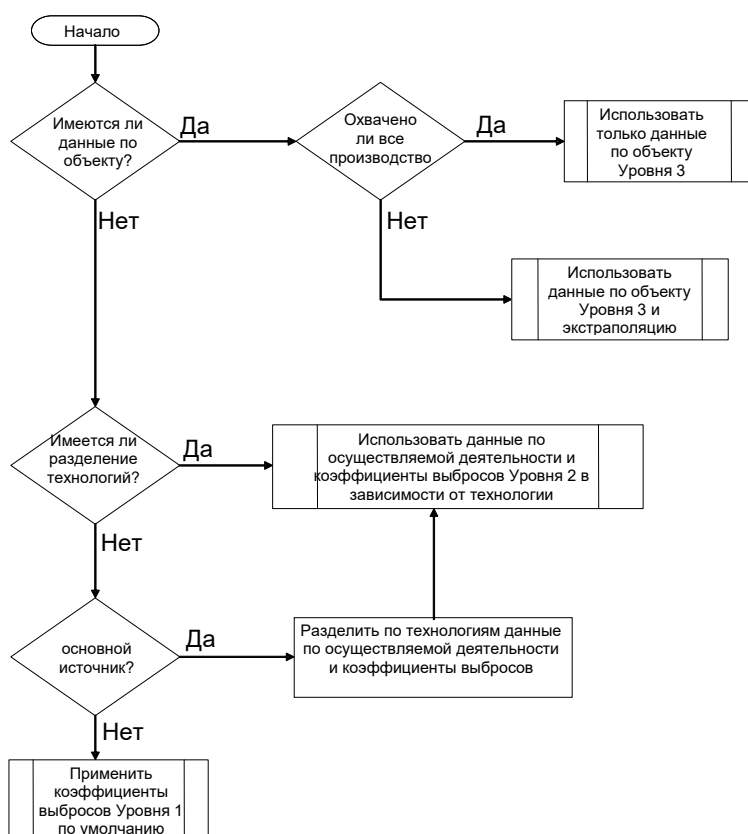 Начало
Имеются ли
данные по
объекту?
Да
Охвачено
ли все
производство
Да
Использовать
только данные
по объекту
Уровня 3
Нет
Нет
Использовать
данные по объекту
Уровня 3 и
экстраполяцию
Имеется ли
разделение
технологий?
Да
Использовать данные по
осуществляемой деятельности и
коэффициенты выбросов Уровня 2 в
зависимости от технологии
Нет
основной
источник?
Да
Разделить по технологиям данные
по осуществляемой деятельности
и коэффициенты выбросов
Нет
Применить
коэффициенты
выбросов Уровня 1
по умолчанию